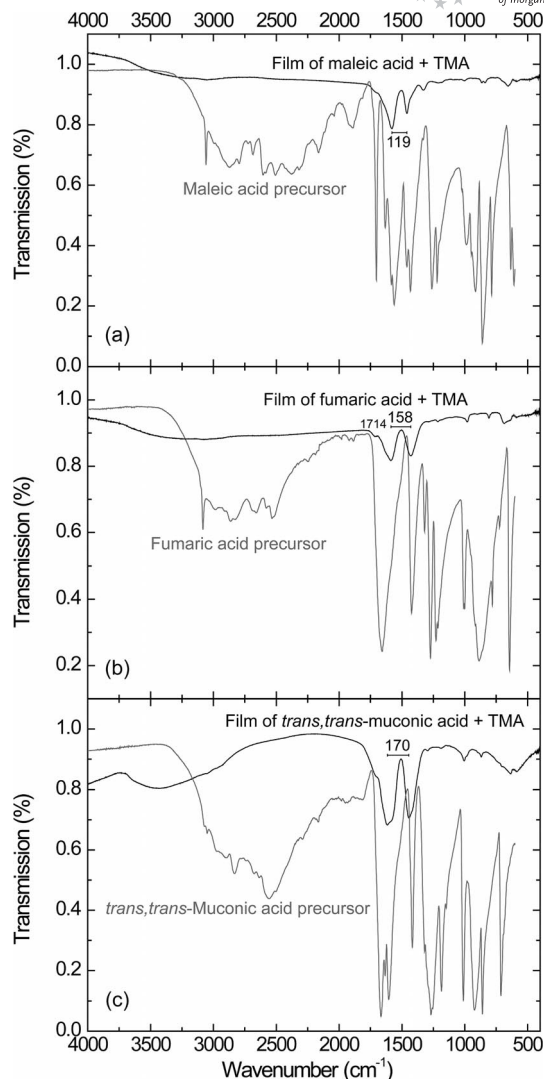 of Morgan
4000 3500 3000 2500 2000 1500 1000 500
1.0
0.8
0.6
0.4
0.2
0.0
Transmission (%)
Film of maleic acid + TMA
119
Maleic acid precursor
(a)
1.0
0.8
0.6
0.4
0.2
Transmission (%)
Film of fumaric acid + TMA
1714 158
Fumaric acid precursor
(b)
1.0
0.8
0.6
0.4
0.2
0.0
Transmission (%)
Film of trans,trans-muconic acid + TMA
170
trans,trans-Muconic acid precursor
(c)
4000 3500 3000 2500 2000 1500 1000 500
Wavenumber (cm⁻¹)